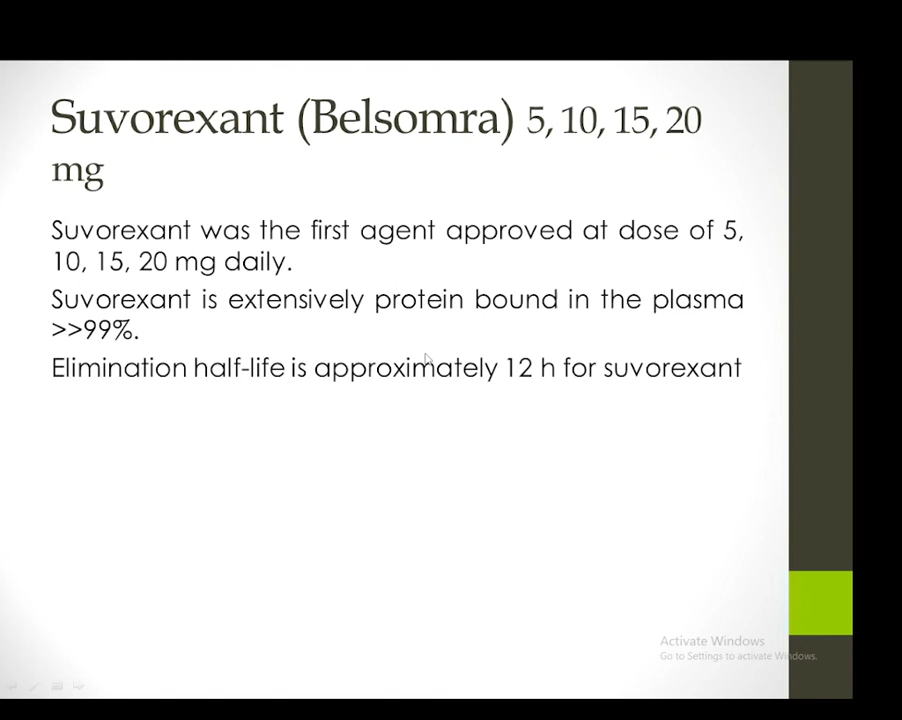 Suvorexant (Belsomra) 5, 10, 15, 20
mg
Suvorexant was the first agent approved at dose of 5,
10, 15, 20 mg daily.
Suvorexant is extensively protein bound in the plasma
>>99%.
Elimination half-life is approximately 12 h for suvorexant
Activate Windows
Go to Settings to activate Windows.